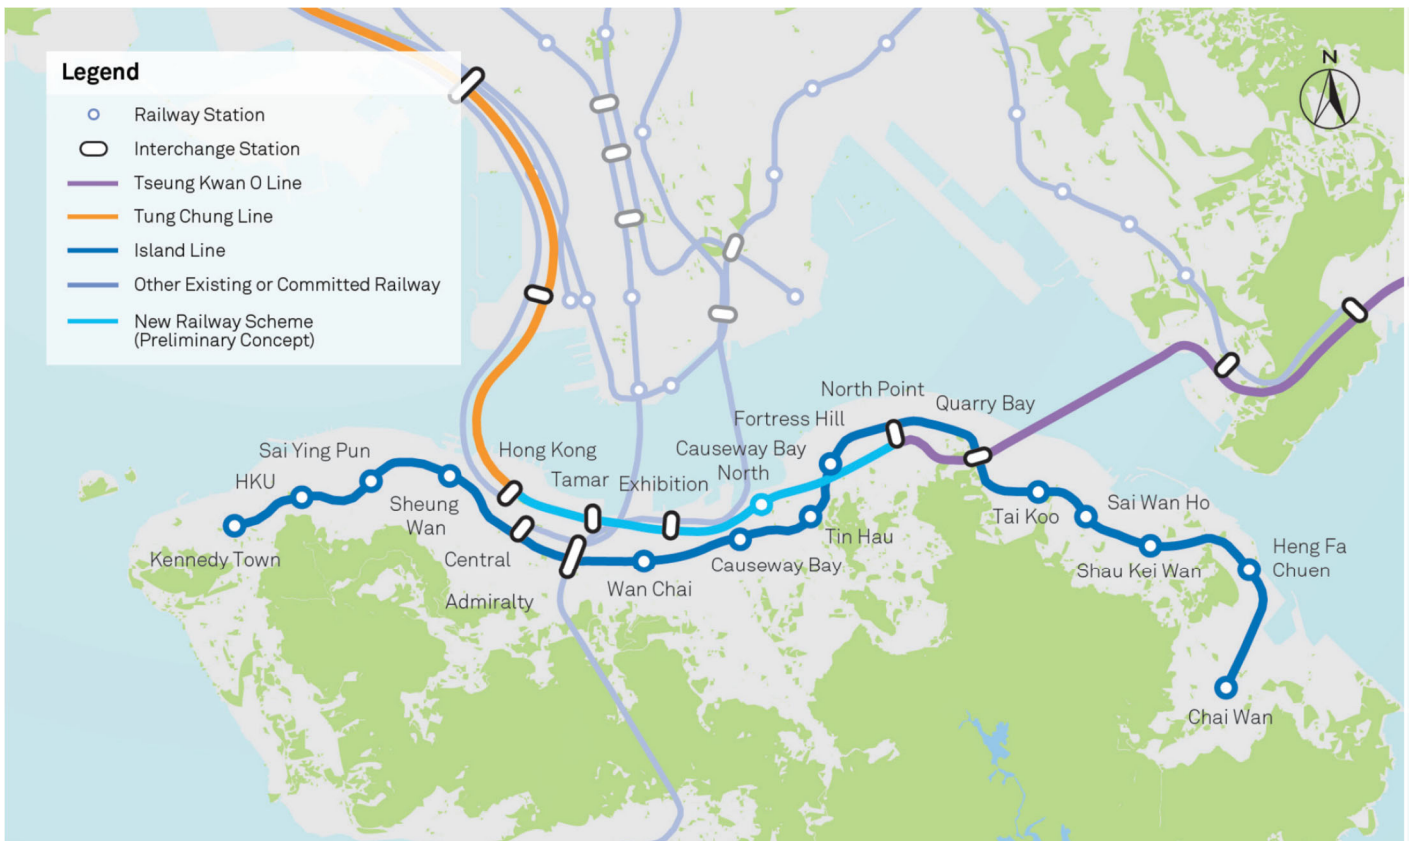 Legend
Railway Station
Interchange Station
Tseung Kwan O Line
Tung Chung Line
Island Line
Other Existing or Committed Railway
New Railway Scheme
(Preliminary Concept)
N
North Point
Quarry Bay
Fortress Hill
Causeway Bay
North
Hong Kong
Tamar
Exhibition
Sai Ying Pun
HKU
Sheung
Wan
Kennedy Town
Central
Admiralty
Wan Chai
Causeway Bay
Tin Hau
Tai Koo
Sai Wan Ho
Shau Kei Wan
Heng Fa
Chuen
Chai Wan